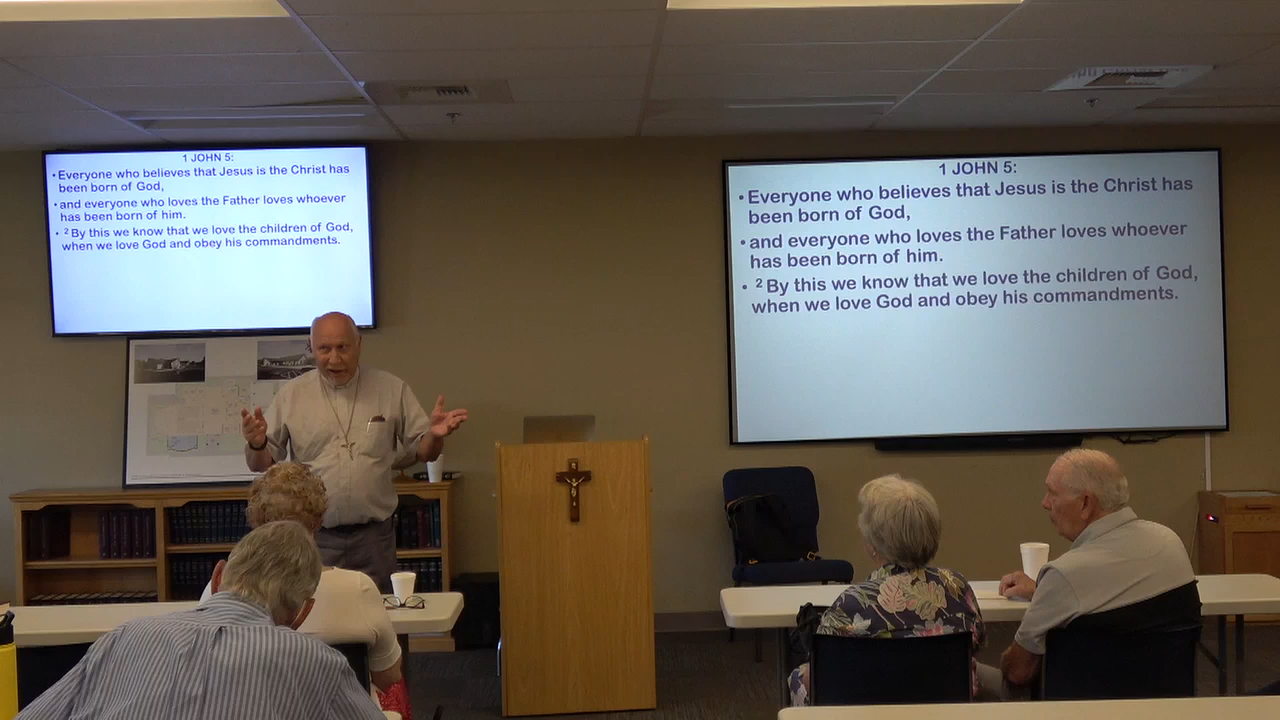 1 JOHN 5:
• Everyone who believes that Jesus is the Christ has
been born of God,
• and everyone who loves the Father loves whoever
has been born of him.
• ² By this we know that we love the children of God,
when we love God and obey his commandments.
1 JOHN 5:
• Everyone who believes that Jesus is the Christ has
been born of God,
• and everyone who loves the Father loves whoever
has been born of him.
• ² By this we know that we love the children of God,
when we love God and obey his commandments.